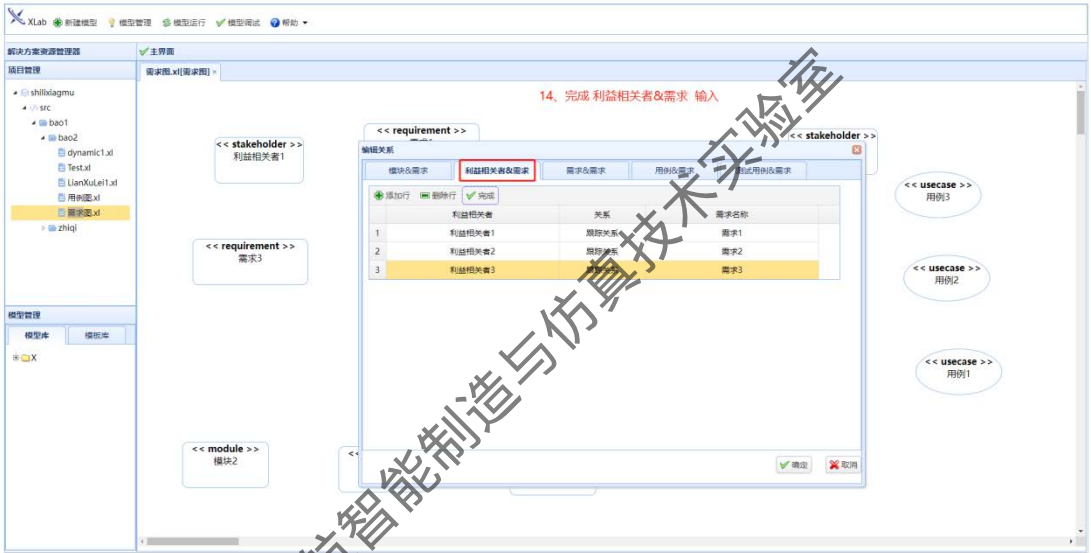 XLab 新建模型 模型管理 模型运行 模型调试 帮助
解决方案资源管理器
主界面
项目管理
需求图.xl[需求图] ×
shilixiagmu
src
bao1
bao2
dynamic1.xl
Test.xl
LianXuLei1.xl
用例图.xl
需求图.xl
zhiqi
模型管理
模型库 模板库
X
14、完成 利益相关者&需求 输入
<< stakeholder >>
利益相关者1
<< requirement >>
<< stakeholder >>
<< usecase >>
用例3
<< requirement >>
需求3
<< usecase >>
用例2
<< usecase >>
用例1
<< module >>
模块2
<<
编辑关系
模块&需求 利益相关者&需求 需求&需求 用例&需求 测试用例&需求
添加行 删除行 完成
利益相关者 关系 需求名称
1 利益相关者1 跟踪关系 需求1
2 利益相关者2 跟踪关系 需求2
3 利益相关者3 跟踪关系 需求3
确定 取消
智能制造与仿真技术实验室